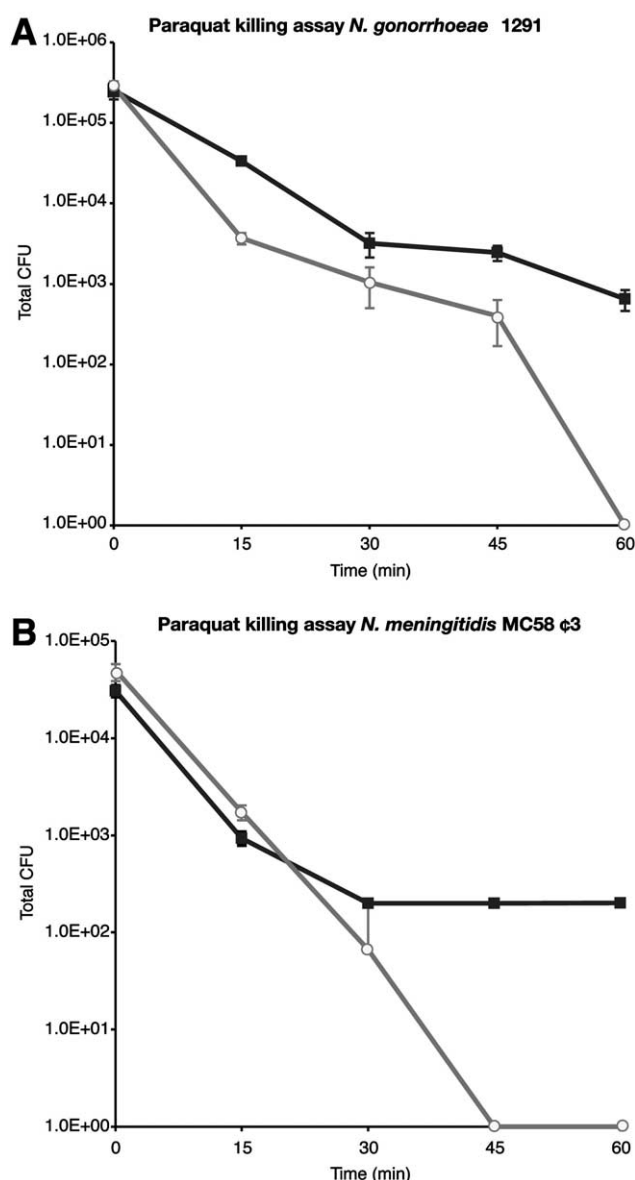 A
Paraquat killing assay N. gonorrhoeae 1291
1.0E+06
1.0E+05
1.0E+04
1.0E+03
1.0E+02
1.0E+01
1.0E+00
Total CFU
0 15 30 45 60
Time (min)
B
Paraquat killing assay N. meningitidis MC58 ¢3
1.0E+05
1.0E+04
1.0E+03
1.0E+02
1.0E+01
1.0E+00
Total CFU
0 15 30 45 60
Time (min)